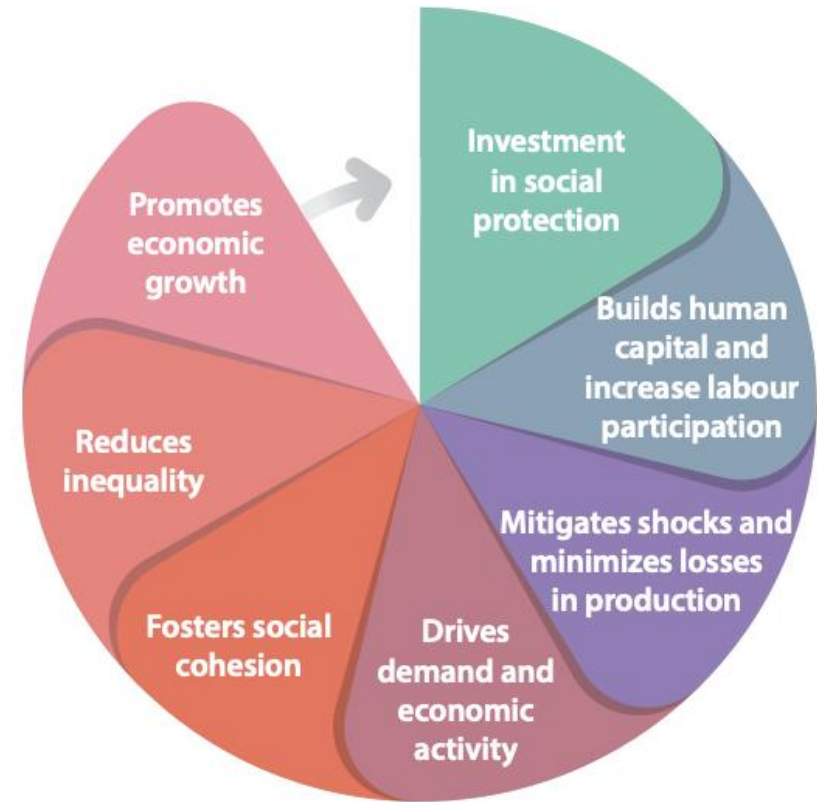 Investment
in social
protection
Builds human
capital and
increase labour
participation
Mitigates shocks and
minimizes losses
in production
Drives
demand and
economic
activity
Fosters social
cohesion
Reduces
inequality
Promotes
economic
growth